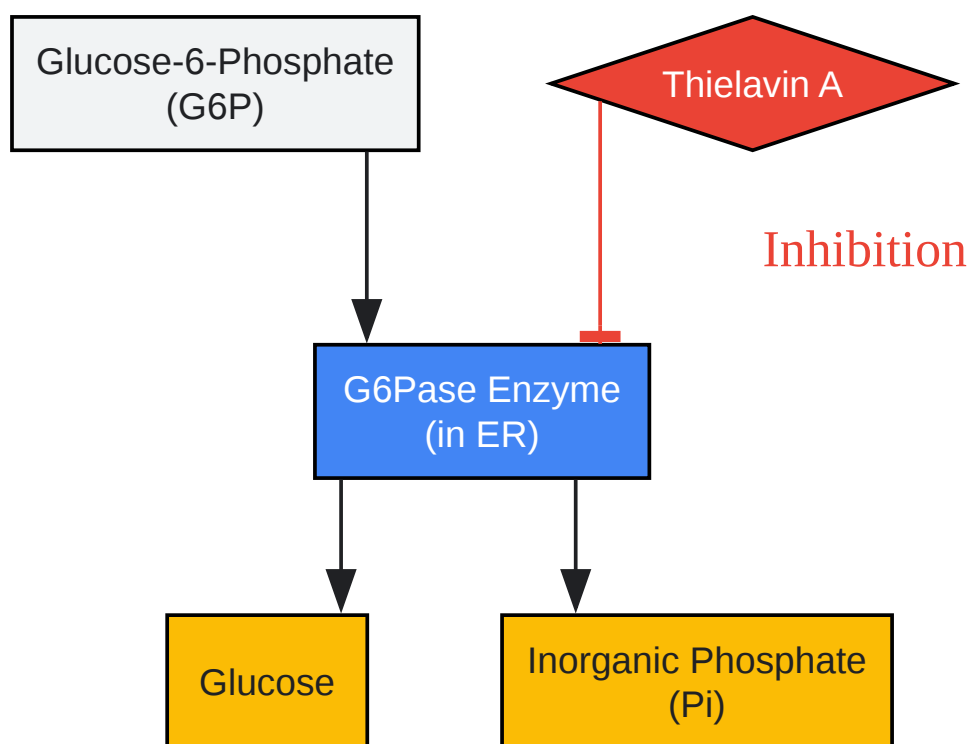 Glucose-6-Phosphate
(G6P)
Thielavin A
Inhibition
G6Pase Enzyme
(in ER)
Glucose
Inorganic Phosphate
(Pi)